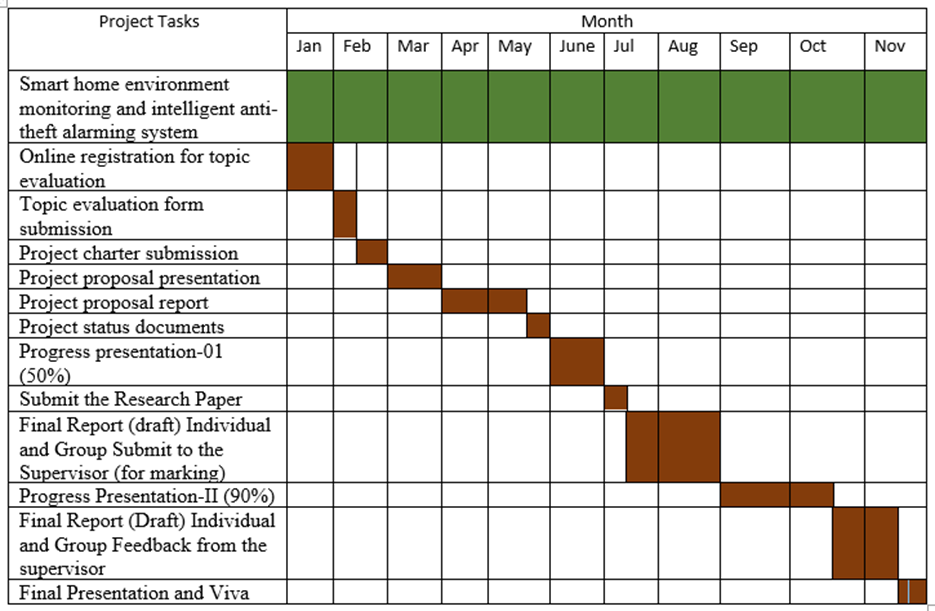 Project Tasks
Month
Jan Feb Mar Apr May June Jul Aug Sep Oct Nov
Smart home environment
monitoring and intelligent anti-
theft alarming system
Online registration for topic
evaluation
Topic evaluation form
submission
Project charter submission
Project proposal presentation
Project proposal report
Project status documents
Progress presentation-01
(50%)
Submit the Research Paper
Final Report (draft) Individual
and Group Submit to the
Supervisor (for marking)
Progress Presentation-II (90%)
Final Report (Draft) Individual
and Group Feedback from the
supervisor
Final Presentation and Viva